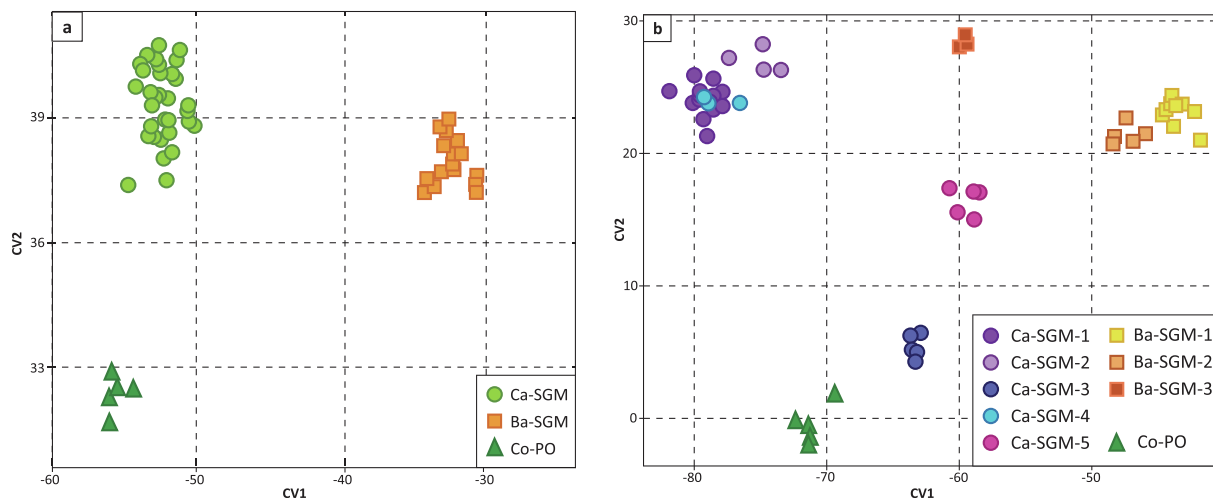 a
39
36
33
CV2
-60
-50
-40
-30
CV1
Ca-SGM
Ba-SGM
Co-PO
b
30
20
10
0
CV2
-80
-70
-60
-50
CV1
Ca-SGM-1
Ca-SGM-2
Ca-SGM-3
Ca-SGM-4
Ca-SGM-5
Ba-SGM-1
Ba-SGM-2
Ba-SGM-3
Co-PO